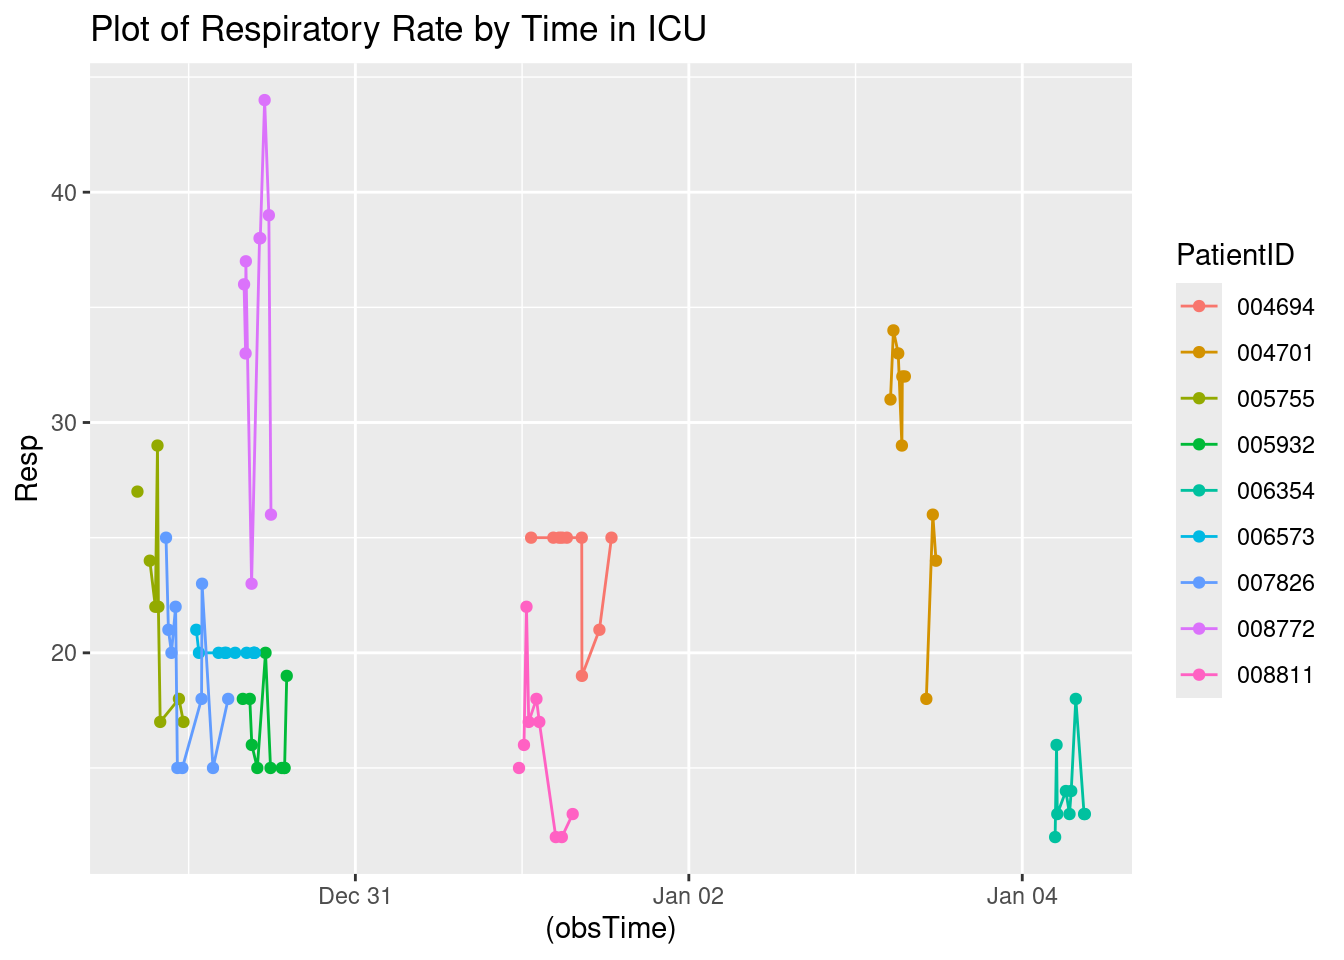 Plot of Respiratory Rate by Time in ICU
40
30
20
Resp
Dec 31
Jan 02
Jan 04
(obsTime)
PatientID
004694
004701
005755
005932
006354
006573
007826
008772
008811